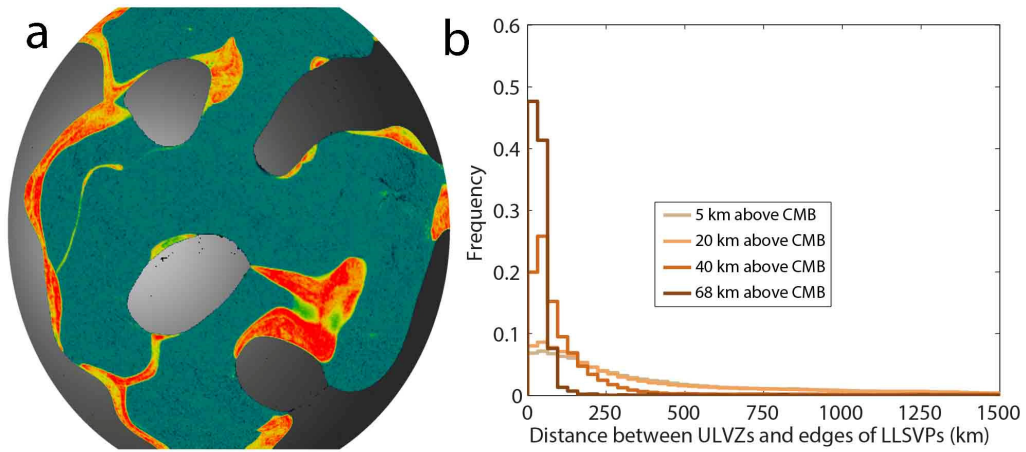 a
b
0.6
0.5
0.4
0.3
0.2
0.1
0
Frequency
5 km above CMB
20 km above CMB
40 km above CMB
68 km above CMB
0 250 500 750 1000 1250 1500
Distance between ULVZs and edges of LLSVPs (km)